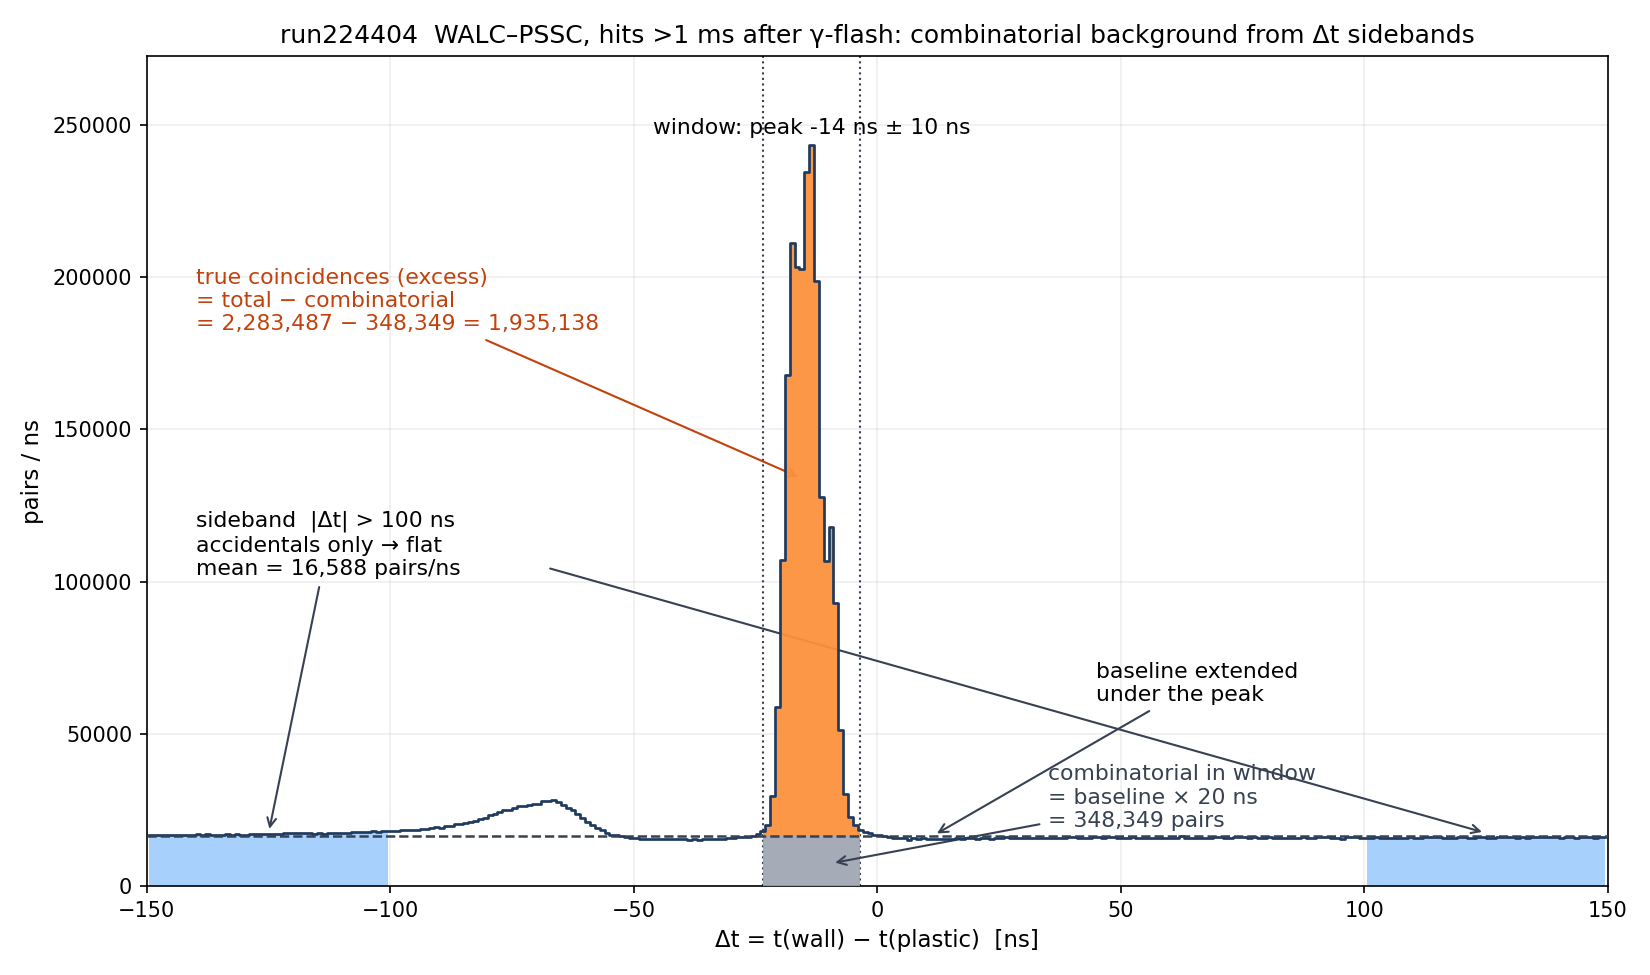 run224404  WALC–PSSC, hits >1 ms after γ-flash: combinatorial background from Δt sidebands
window: peak -14 ns ± 10 ns
true coincidences (excess)
= total − combinatorial
= 2,283,487 − 348,349 = 1,935,138
sideband  |Δt| > 100 ns
accidentals only → flat
mean = 16,588 pairs/ns
baseline extended
under the peak
combinatorial in window
= baseline × 20 ns
= 348,349 pairs
pairs / ns
250000
200000
150000
100000
50000
0
−150
−100
−50
0
50
100
150
Δt = t(wall) − t(plastic)  [ns]